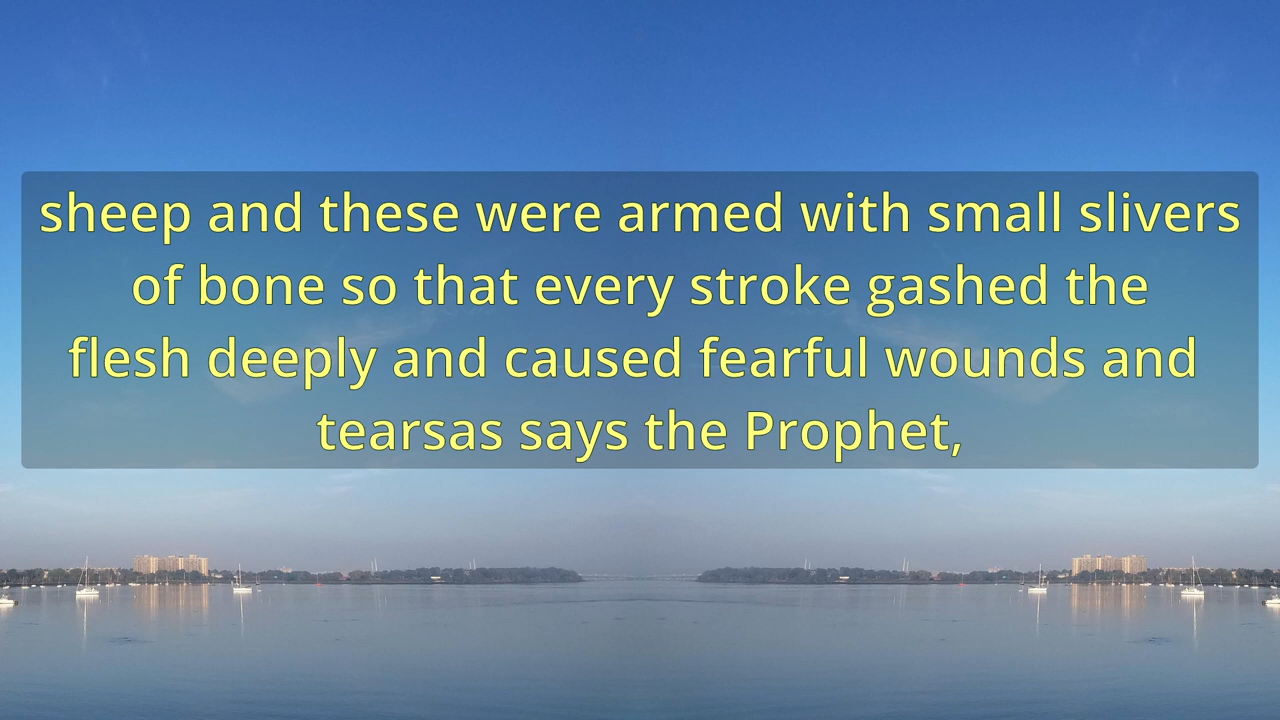 sheep and these were armed with small slivers
of bone so that every stroke gashed the
flesh deeply and caused fearful wounds and
tearsas says the Prophet,